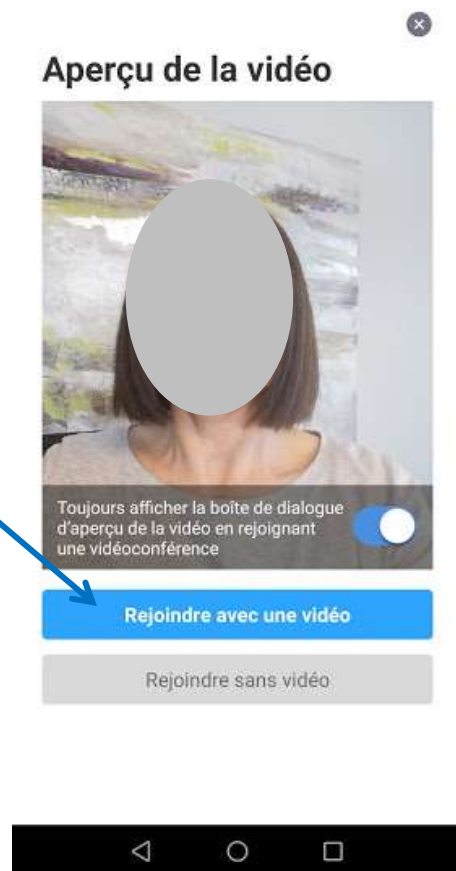 Aperçu de la vidéo
Toujours afficher la boîte de dialogue
d'aperçu de la vidéo en rejoignant
une vidéoconférence
Rejoindre avec une vidéo
Rejoindre sans vidéo